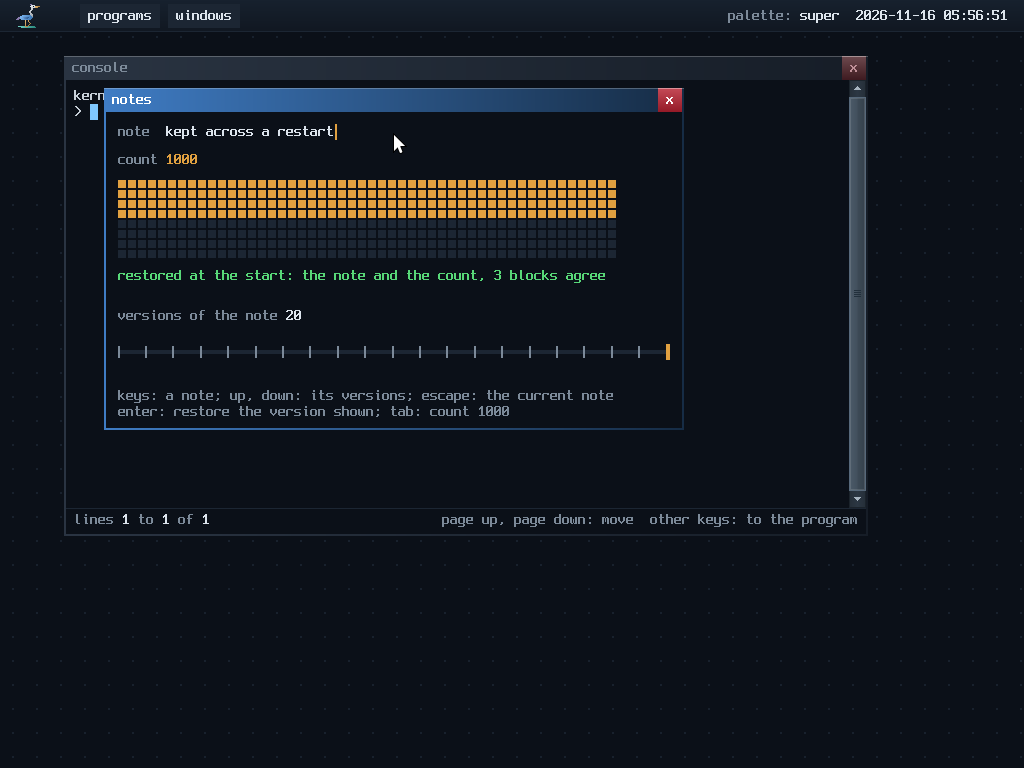 programs windows palette: super 2026-11-16 05:56:51
console x
kern
>
notes x
note kept across a restart
count 1000
restored at the start: the note and the count, 3 blocks agree
versions of the note 20
keys: a note; up, down: its versions; escape: the current note
enter: restore the version shown; tab: count 1000
lines 1 to 1 of 1 page up, page down: move other keys: to the program